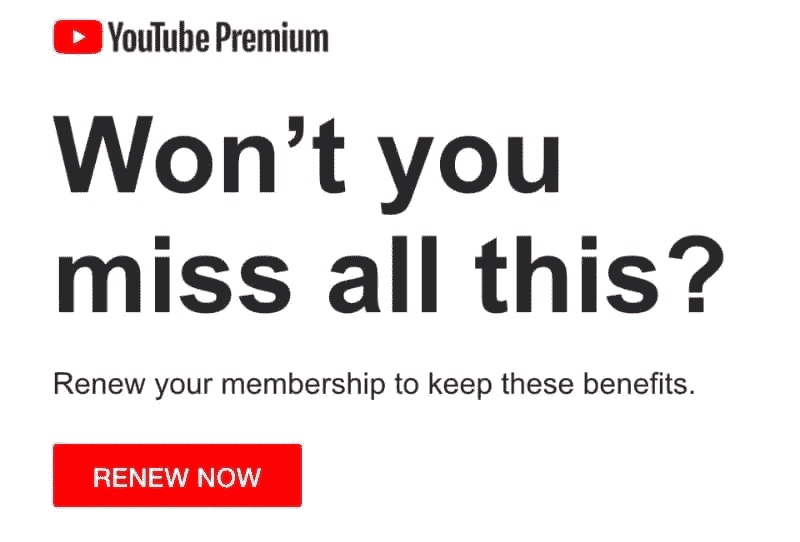 YouTube Premium
Won’t you
miss all this?
Renew your membership to keep these benefits.
RENEW NOW